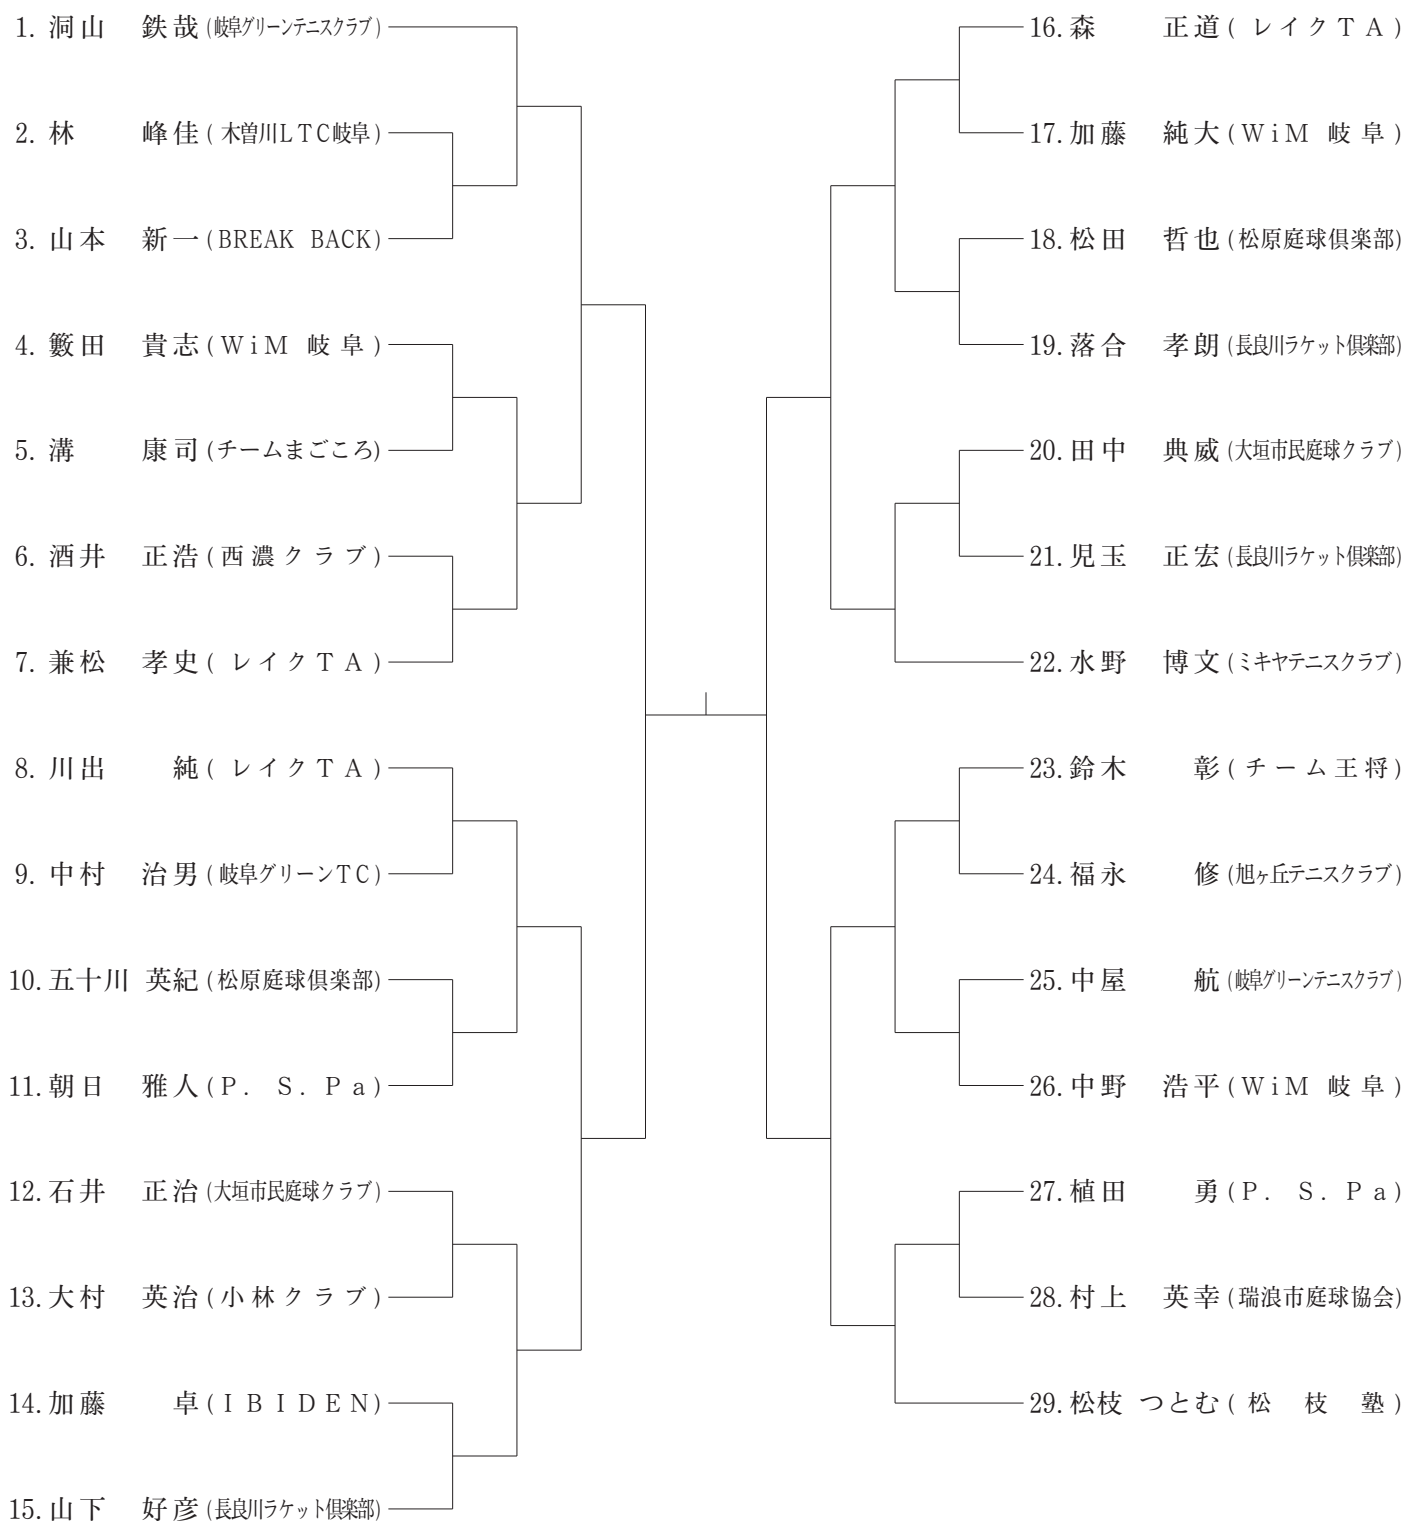 1. 洞山 鉄哉 (岐阜グリーンテニスクラブ)
2. 林 峰佳 (木曽川LTC岐阜)
3. 山本 新一 (BREAK BACK)
4. 籔田 貴志 (WiM 岐阜)
5. 溝 康司 (チームまごころ)
6. 酒井 正浩 (西濃クラブ)
7. 兼松 孝史 (レイクTA)
8. 川出 純 (レイクTA)
9. 中村 治男 (岐阜グリーンTC)
10. 五十川 英紀 (松原庭球倶楽部)
11. 朝日 雅人 (P. S. Pa)
12. 石井 正治 (大垣市民庭球クラブ)
13. 大村 英治 (小林クラブ)
14. 加藤 卓 (IBIDEN)
15. 山下 好彦 (長良川ラケット倶楽部)
16. 森 正道 (レイクTA)
17. 加藤 純大 (WiM 岐阜)
18. 松田 哲也 (松原庭球倶楽部)
19. 落合 孝朗 (長良川ラケット倶楽部)
20. 田中 典威 (大垣市民庭球クラブ)
21. 児玉 正宏 (長良川ラケット倶楽部)
22. 水野 博文 (ミキヤテニスクラブ)
23. 鈴木 彰 (チーム王将)
24. 福永 修 (旭ヶ丘テニスクラブ)
25. 中屋 航 (岐阜グリーンテニスクラブ)
26. 中野 浩平 (WiM 岐阜)
27. 植田 勇 (P. S. Pa)
28. 村上 英幸 (瑞浪市庭球協会)
29. 松枝 つとむ (松枝塾)